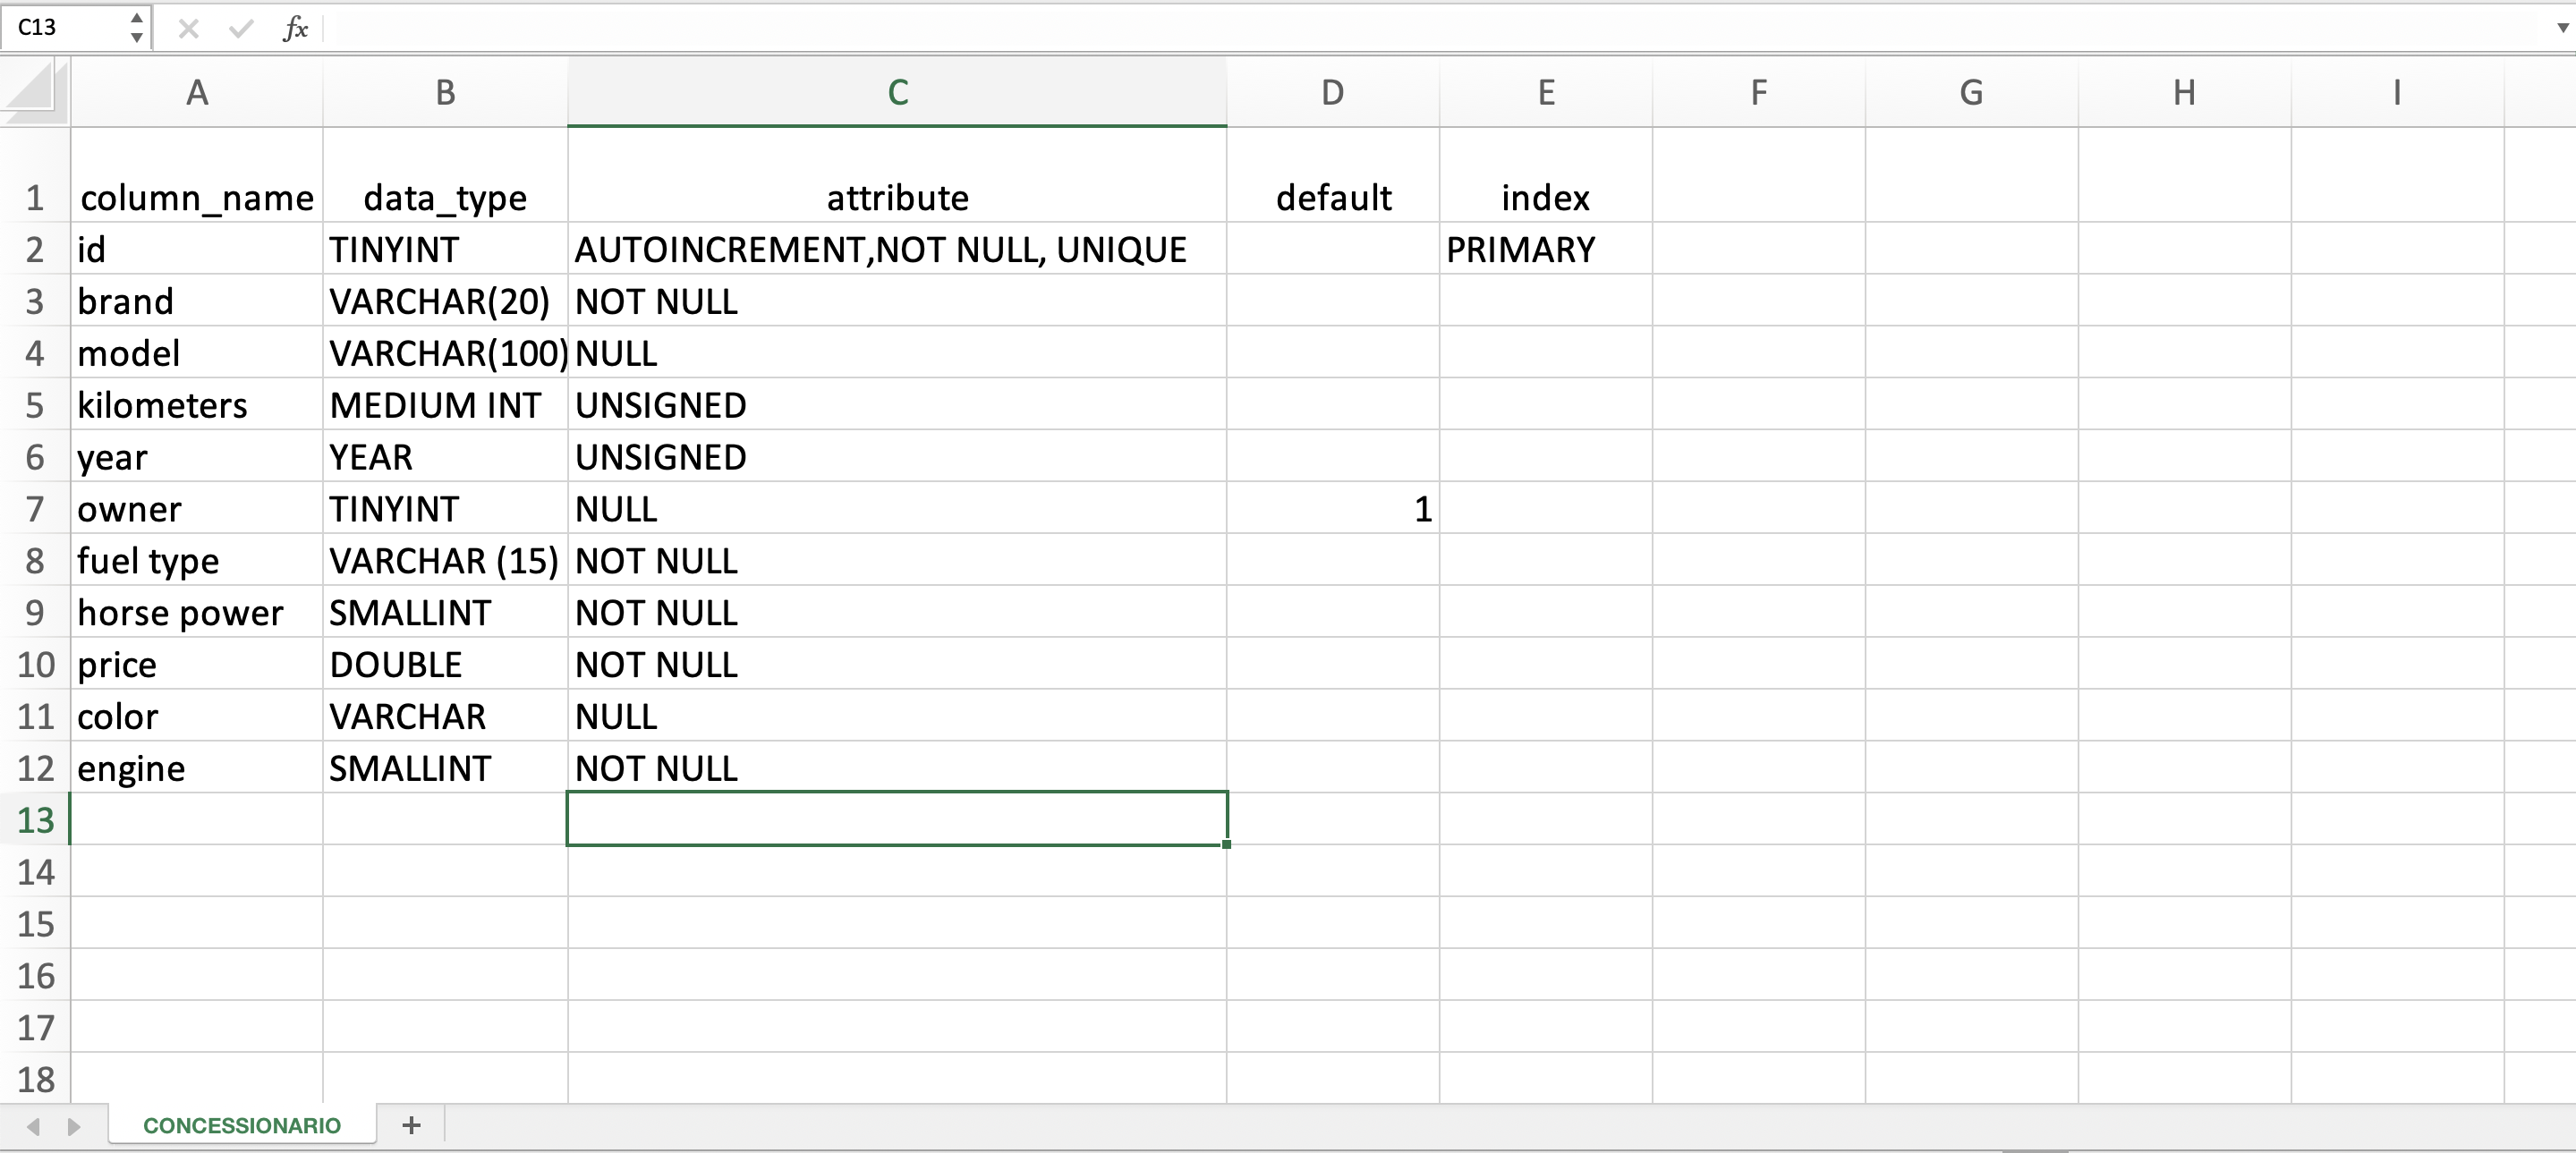 C13 fx
A B C D E F G H I
1 column_name data_type attribute default index
2 id TINYINT AUTOINCREMENT,NOT NULL, UNIQUE PRIMARY
3 brand VARCHAR(20) NOT NULL
4 model VARCHAR(100) NULL
5 kilometers MEDIUM INT UNSIGNED
6 year YEAR UNSIGNED
7 owner TINYINT NULL 1
8 fuel type VARCHAR (15) NOT NULL
9 horse power SMALLINT NOT NULL
10 price DOUBLE NOT NULL
11 color VARCHAR NULL
12 engine SMALLINT NOT NULL
13
14
15
16
17
18
CONCESSIONARIO +